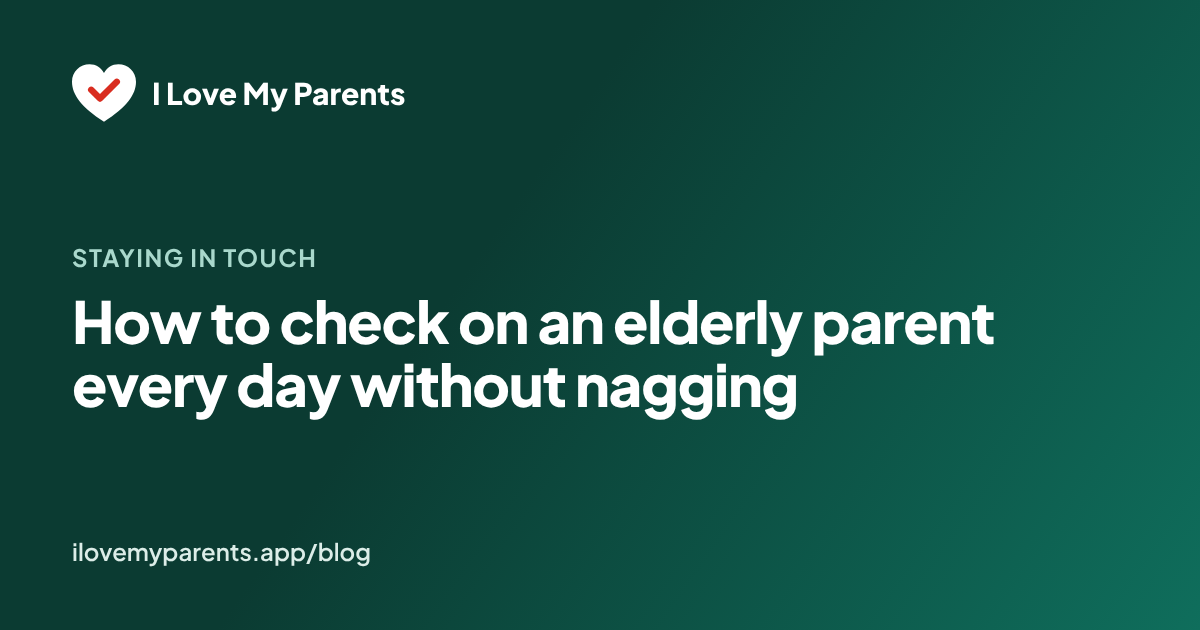 I Love My Parents
STAYING IN TOUCH
How to check on an elderly parent
every day without nagging
ilovemyparents.app/blog